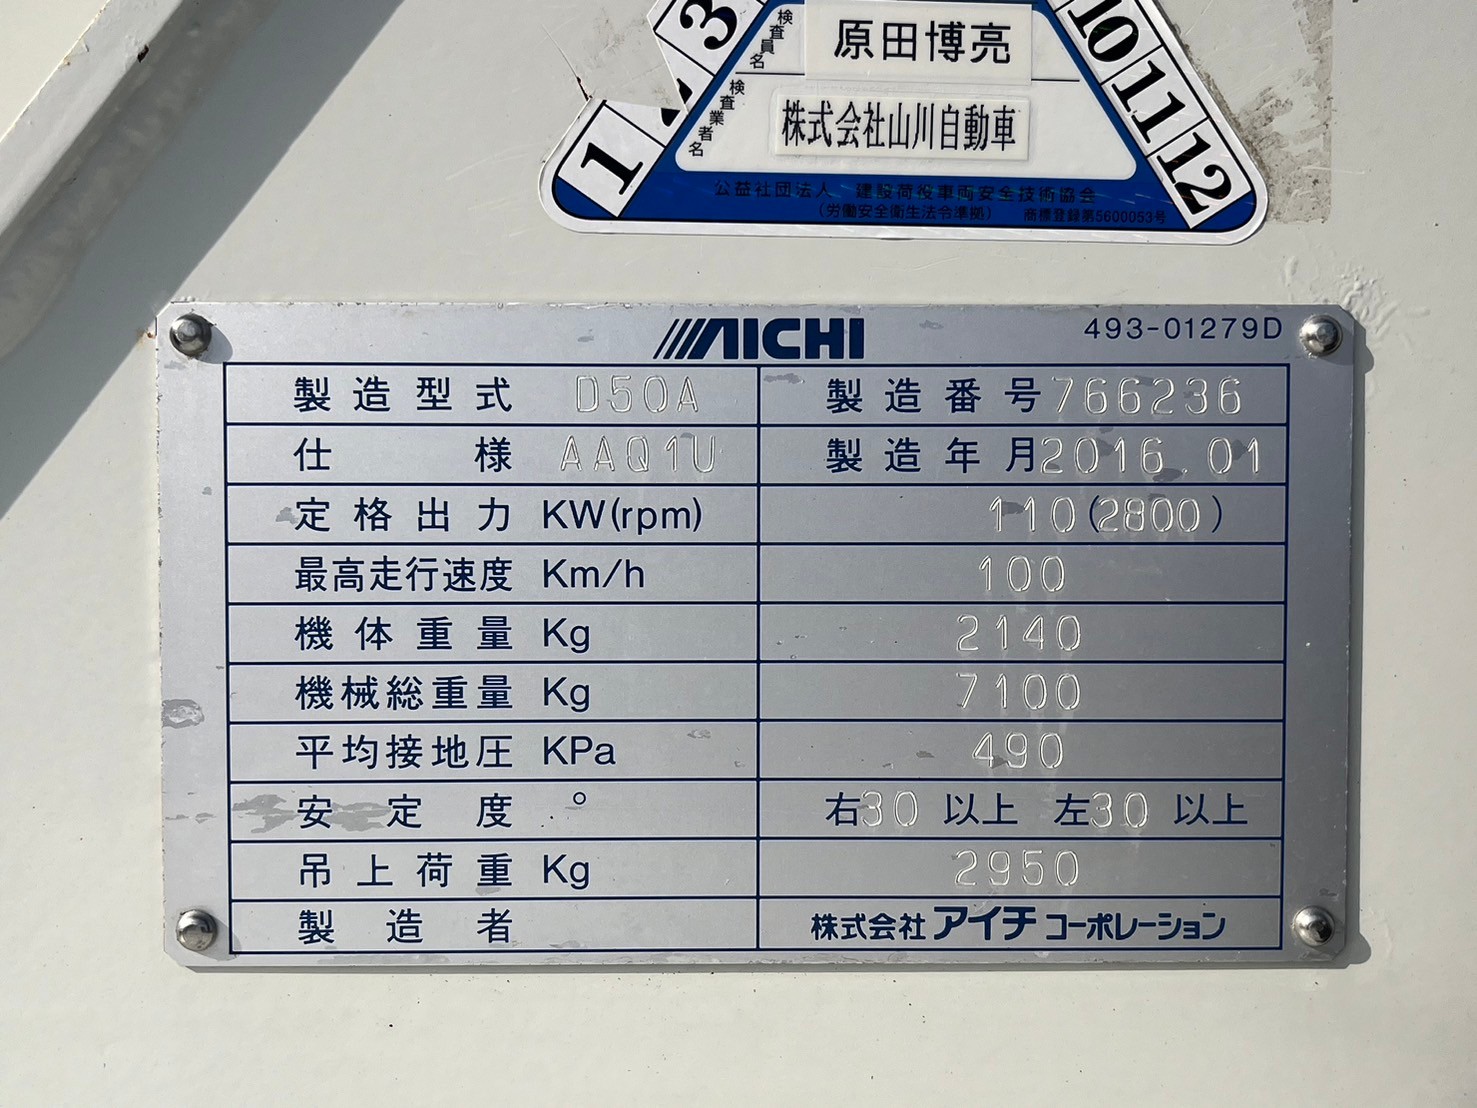 3
10
11
12
1
検査員名
原田博亮
検査業者名
株式会社山川自動車
公益社団法人 建設荷役車両安全技術協会
(労働安全衛生法令準拠) 商標登録第5600053号
AICHI
493-01279D
製造型式 D50A 製造番号 766236
仕様 AAQ1U 製造年月 2016.01
定格出力 KW(rpm) 110(2800)
最高走行速度 Km/h 100
機体重量 Kg 2140
機械総重量 Kg 7100
平均接地圧 KPa 490
安定度 ° 右30以上 左30以上
吊上荷重 Kg 2950
製造者 株式会社アイチコーポレーション